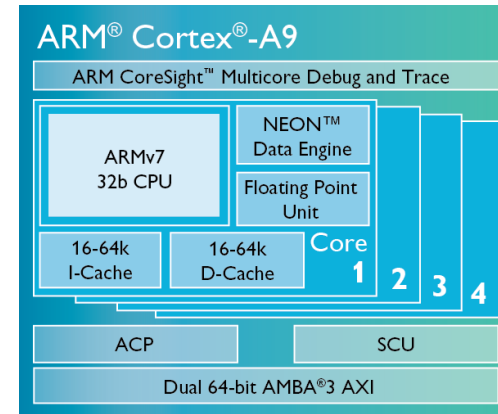 ARM® Cortex®-A9
ARM CoreSight™ Multicore Debug and Trace
ARMv7
32b CPU
NEON™
Data Engine
Floating Point
Unit
16-64k
I-Cache
16-64k
D-Cache
Core
1
2
3
4
ACP
SCU
Dual 64-bit AMBA®3 AXI